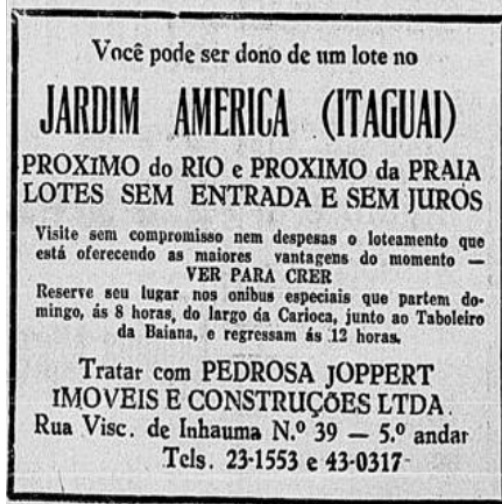 Você pode ser dono de um lote no
JARDIM AMERICA (ITAGUAI)
PROXIMO do RIO e PROXIMO da PRAIA
LOTES SEM ENTRADA E SEM JUROS
Visite sem compromisso nem despesas o loteamento que
está oferecendo as maiores vantagens do momento —
VER PARA CRER
Reserve seu lugar nos onibus especiais que partem do-
mingo, ás 8 horas, do largo da Carioca, junto ao Taboleiro
da Baiana, e regressam ás 12 horas.
Tratar com PEDROSA JOPPERT
IMOVEIS E CONSTRUÇÕES LTDA.
Rua Visc. de Inhauma N.º 39 — 5.º andar
Tels. 23-1553 e 43-0317